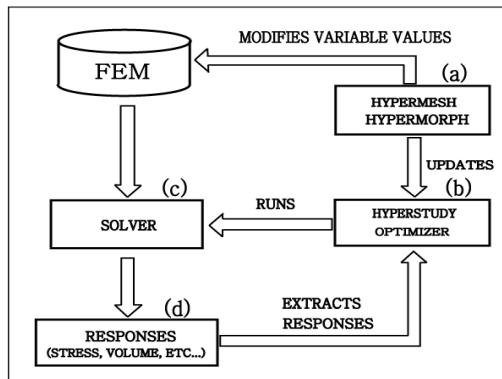 MODIFIES VARIABLE VALUES
FEM
(a)
HYPERMESH
HYPERMORPH
UPDATES
(b)
(c)
RUNS
HYPERSTUDY
OPTIMIZER
SOLVER
(d)
EXTRACTS
RESPONSES
RESPONSES
(STRESS, VOLUME, ETC...)